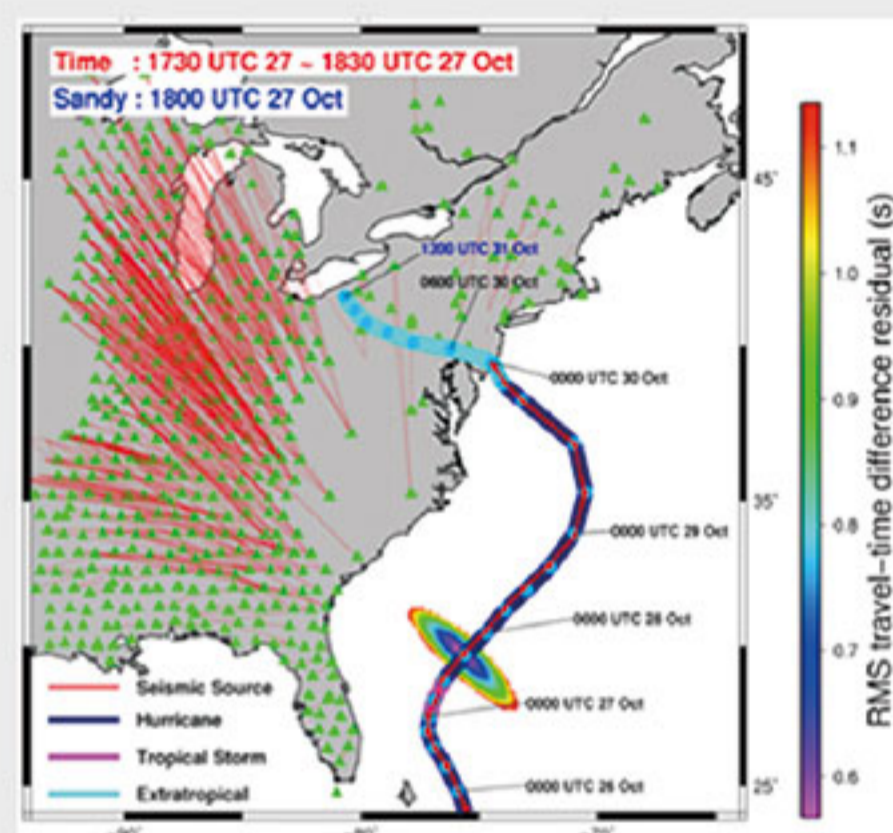 Time : 1730 UTC 27 ~ 1830 UTC 27 Oct
Sandy : 1800 UTC 27 Oct
1.1
45°
1200 UTC 31 Oct
0600 UTC 30 Oct
1.0
0000 UTC 30 Oct
0.9
35°
0000 UTC 29 Oct
0.8
0000 UTC 28 Oct
0.7
Seismic Source
0000 UTC 27 Oct
Hurricane
Tropical Storm
0.6
Extratropical
0000 UTC 26 Oct
25°
RMS travel-time difference residual (s)